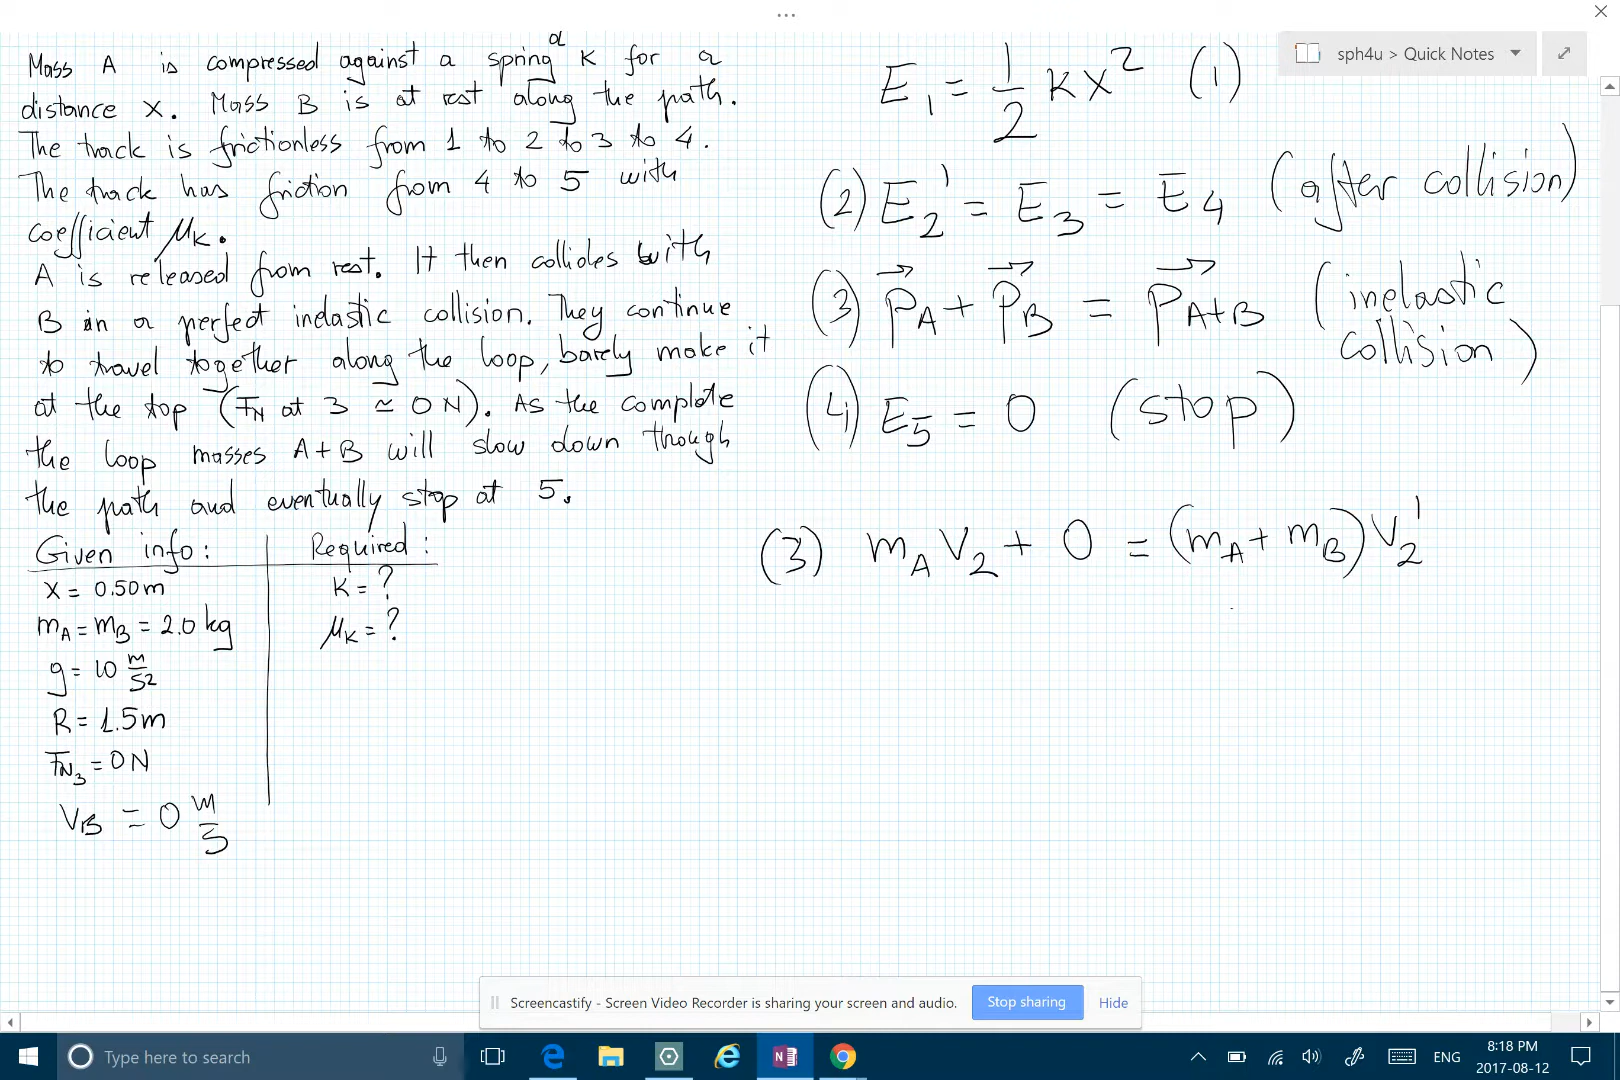 Mass A is compressed against a spring of K for a
distance x. Mass B is at rest along the path.
The track is frictionless from 1 to 2 to 3 to 4.
The track has friction from 4 to 5 with
coefficient μK.
A is released from rest. It then collides with
B in a perfect inelastic collision. They continue
to travel together along the loop, barely make it
at the top (FN at 3 ≃ 0 N). As the complete
the loop masses A+B will slow down though
the path and eventually stop at 5.
Given info:
x = 0.50m
mA = mB = 2.0 kg
g = 10 m/s2
R = 1.5m
FN3 = 0N
VB = 0 m/s
Required:
K = ?
μK = ?
E1 = 1/2 Kx² (1)
(2) E2' = E3 = E4 (after collision)
(3) PA + PB = PA+B (inelastic
collision)
(4) E5 = 0 (stop)
(3) mA V2 + 0 = (mA + mB) V2'
sph4u > Quick Notes
Screencastify - Screen Video Recorder is sharing your screen and audio.
Stop sharing
Hide
Type here to search
ENG
8:18 PM
2017-08-12